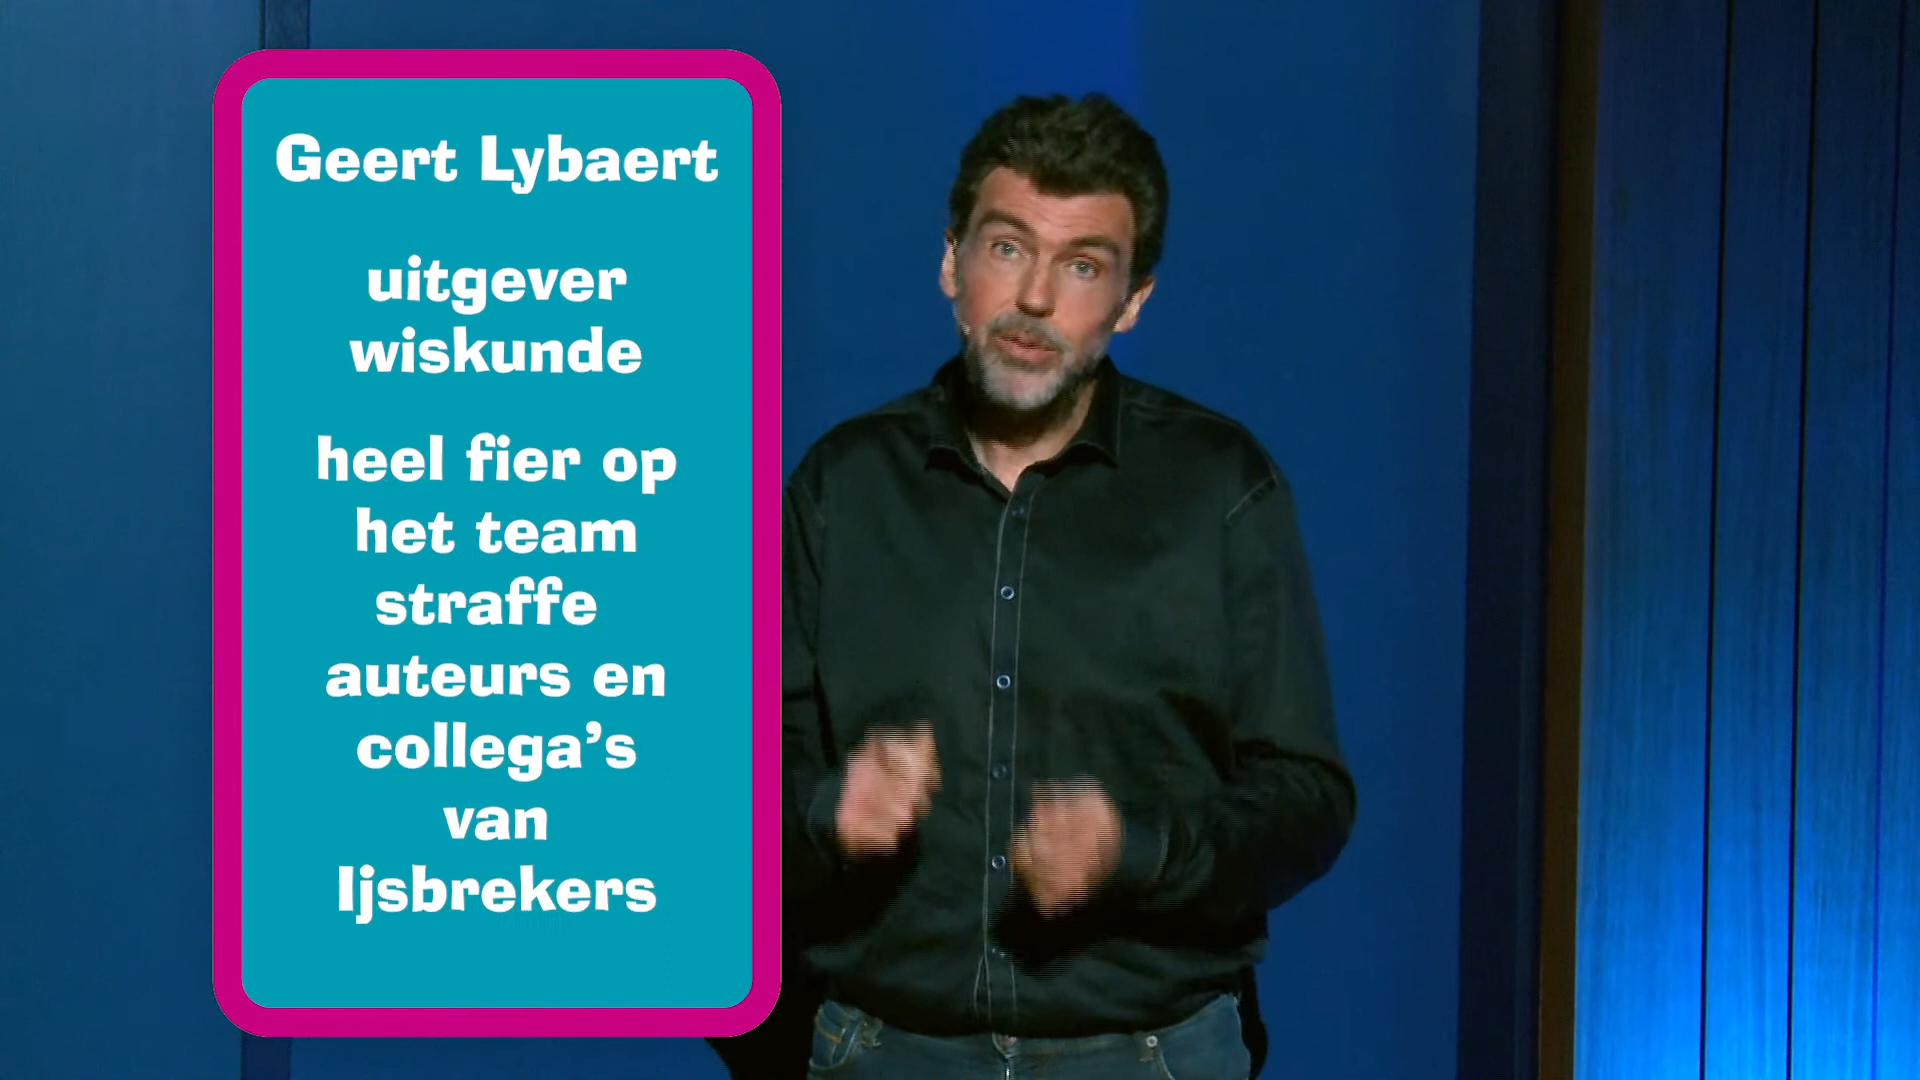 Geert Lybaert
uitgever
wiskunde
heel fier op
het team
straffe
auteurs en
collega's
van
Ijsbrekers